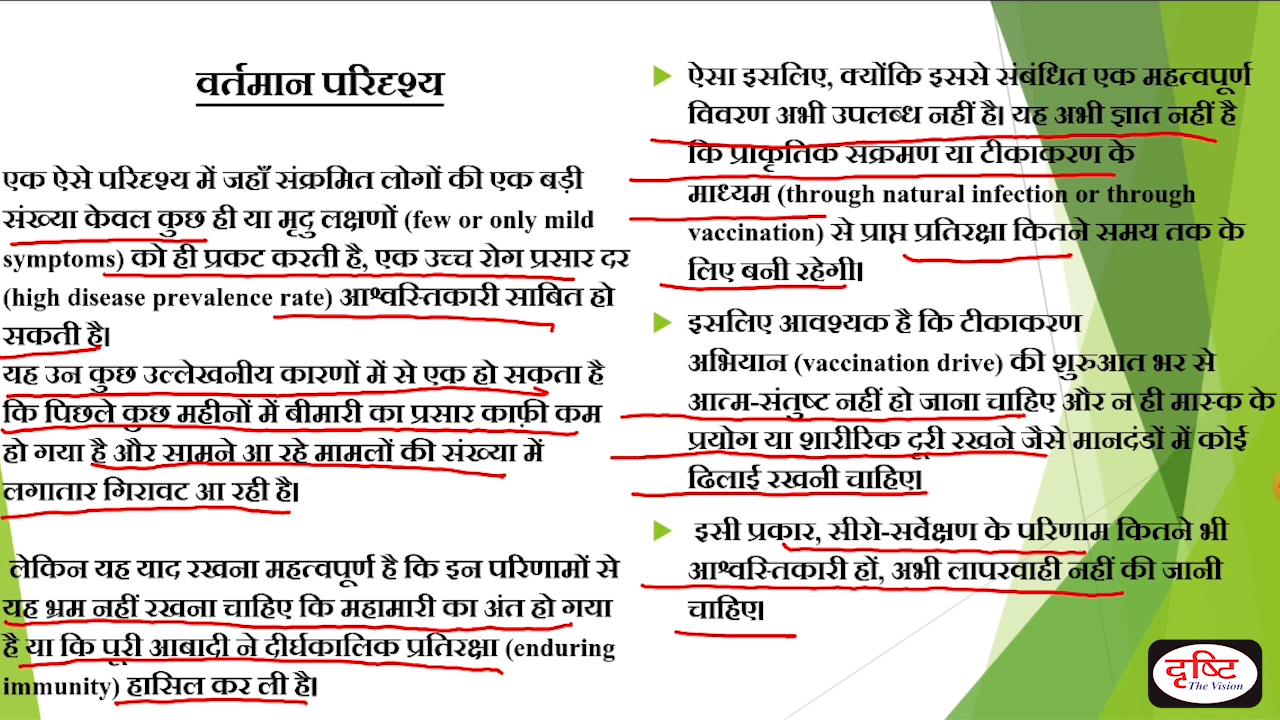 वर्तमान परिदृश्य
एक ऐसे परिदृश्य में जहाँ संक्रमित लोगों की एक बड़ी
संख्या केवल कुछ ही या मृदु लक्षणों (few or only mild
symptoms) को ही प्रकट करती है, एक उच्च रोग प्रसार दर
(high disease prevalence rate) आश्वस्तिकारी साबित हो
सकती है।
यह उन कुछ उल्लेखनीय कारणों में से एक हो सकता है
कि पिछले कुछ महीनों में बीमारी का प्रसार काफ़ी कम
हो गया है और सामने आ रहे मामलों की संख्या में
लगातार गिरावट आ रही है।
लेकिन यह याद रखना महत्वपूर्ण है कि इन परिणामों से
यह भ्रम नहीं रखना चाहिए कि महामारी का अंत हो गया
है या कि पूरी आबादी ने दीर्घकालिक प्रतिरक्षा (enduring
immunity) हासिल कर ली है।
ऐसा इसलिए, क्योंकि इससे संबंधित एक महत्वपूर्ण
विवरण अभी उपलब्ध नहीं है। यह अभी ज्ञात नहीं है
कि प्राकृतिक सक्रमण या टीकाकरण के
माध्यम (through natural infection or through
vaccination) से प्राप्त प्रतिरक्षा कितने समय तक के
लिए बनी रहेगी।
इसलिए आवश्यक है कि टीकाकरण
अभियान (vaccination drive) की शुरुआत भर से
आत्म-संतुष्ट नहीं हो जाना चाहिए और न ही मास्क के
प्रयोग या शारीरिक दूरी रखने जैसे मानदंडों में कोई
ढिलाई रखनी चाहिए।
इसी प्रकार, सीरो-सर्वेक्षण के परिणाम कितने भी
आश्वस्तिकारी हों, अभी लापरवाही नहीं की जानी
चाहिए।
दृष्टि
The Vision